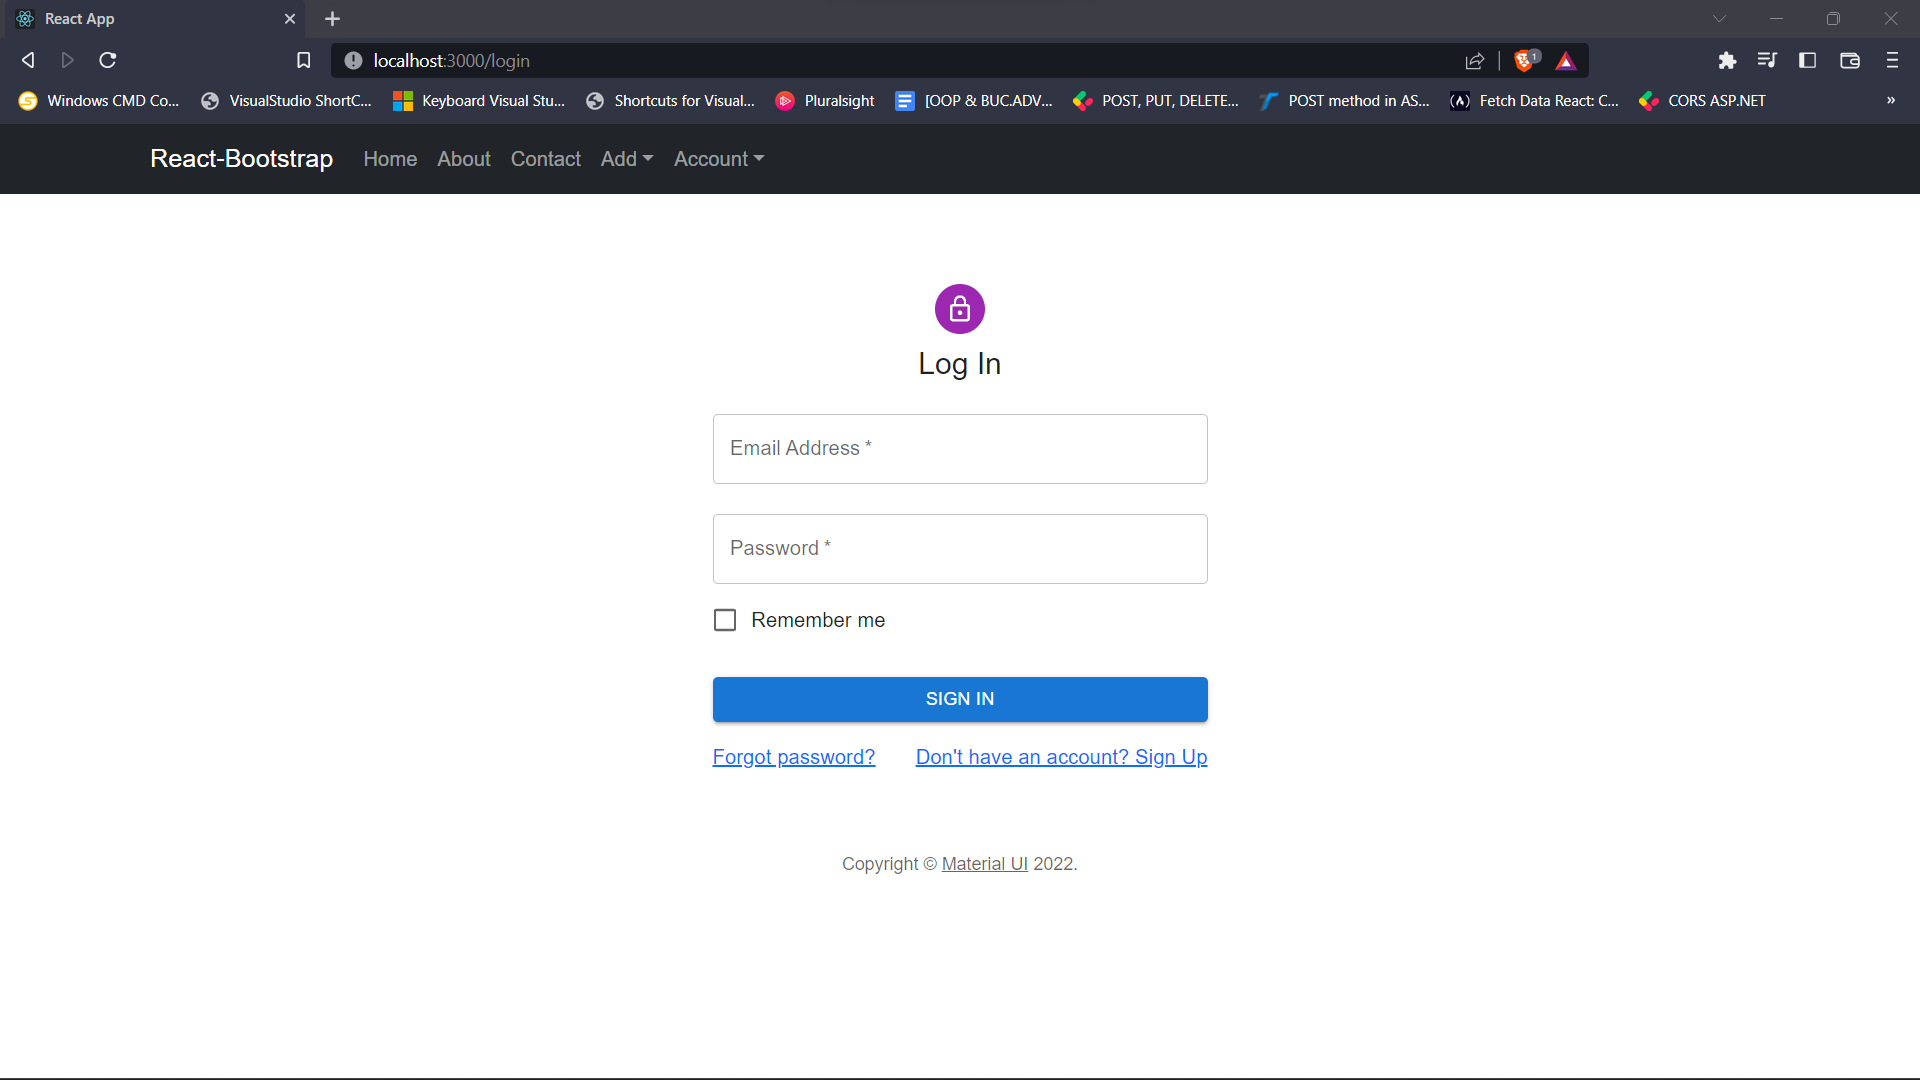 React App
localhost:3000/login
1
Windows CMD Co... VisualStudio ShortC... Keyboard Visual Stu... Shortcuts for Visual... Pluralsight [OOP & BUC.ADV... POST, PUT, DELETE... POST method in AS... Fetch Data React: C... CORS ASP.NET »
React-Bootstrap Home About Contact Add Account
Log In
Email Address *
Password *
Remember me
SIGN IN
Forgot password? Don't have an account? Sign Up
Copyright © Material UI 2022.